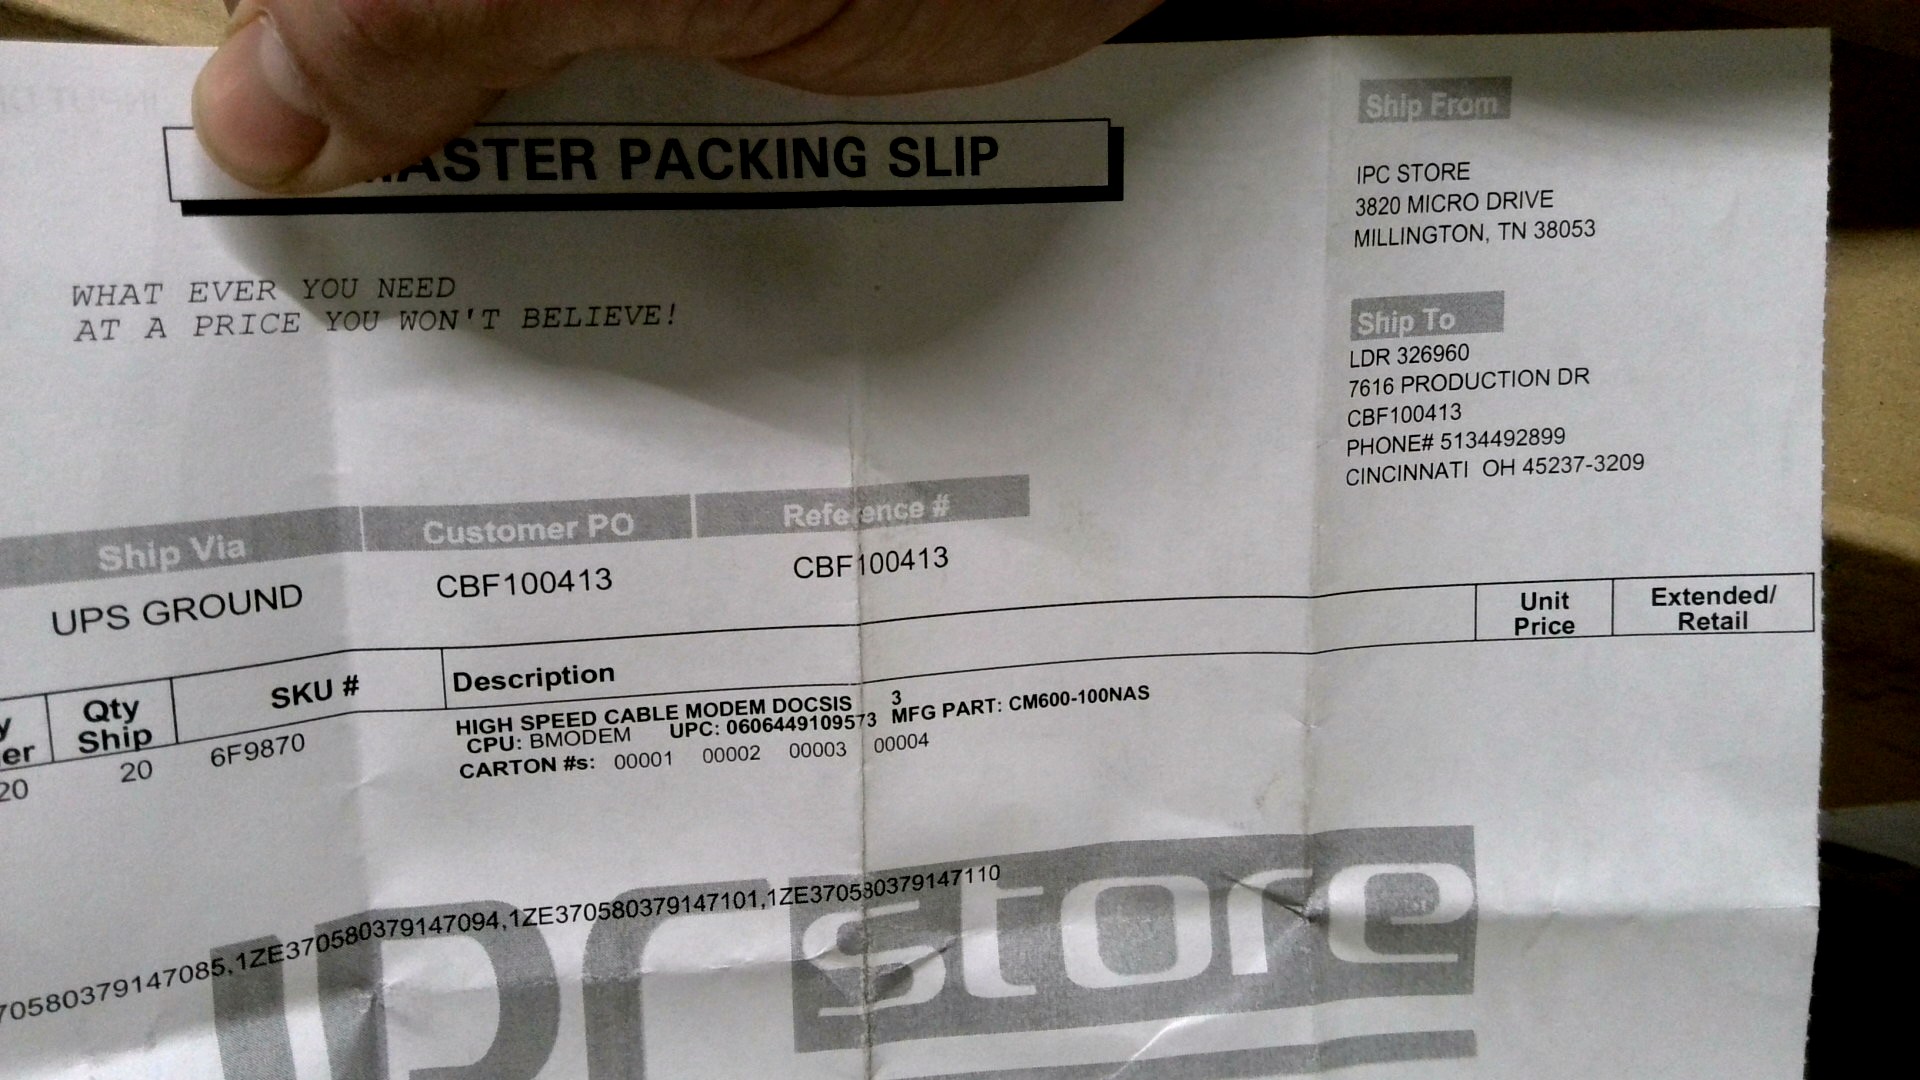 MASTER PACKING SLIP
WHAT EVER YOU NEED
AT A PRICE YOU WON'T BELIEVE!
Ship From
IPC STORE
3820 MICRO DRIVE
MILLINGTON, TN 38053
Ship To
LDR 326960
7616 PRODUCTION DR
CBF100413
PHONE# 5134492899
CINCINNATI OH 45237-3209
Ship Via Customer PO Reference #
UPS GROUND CBF100413 CBF100413
Qty Ship SKU # Description Unit Price Extended/ Retail
20 20 6F9870 HIGH SPEED CABLE MODEM DOCSIS 3
CPU: BMODEM UPC: 0606449109573 MFG PART: CM600-100NAS
CARTON #s: 00001 00002 00003 00004
70580379147085,1ZE370580379147094,1ZE370580379147101,1ZE370580379147110
IPC store